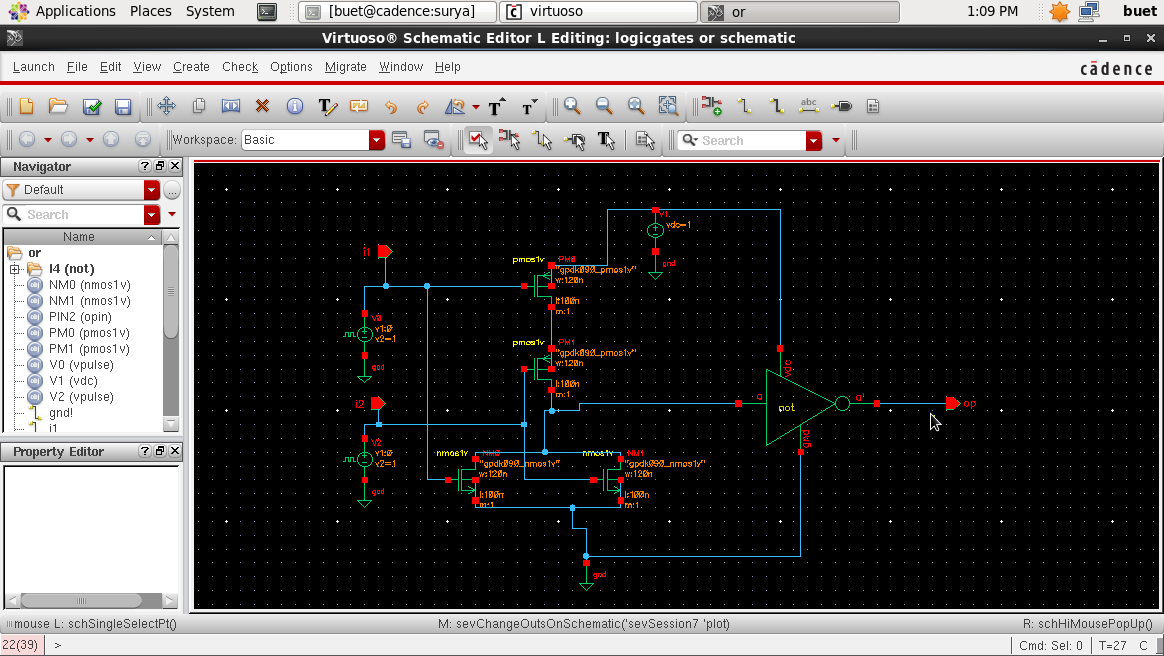 Applications Places System [buet@cadence:surya] virtuoso or 1:09 PM buet
Virtuoso® Schematic Editor L Editing: logicgates or schematic
Launch File Edit View Create Check Options Migrate Window Help cādence
Workspace: Basic Search
Navigator
Default
Search
Name
or
I4 (not)
NM0 (nmos1v)
NM1 (nmos1v)
PIN2 (opin)
PM0 (pmos1v)
PM1 (pmos1v)
V0 (vpulse)
V1 (vdc)
V2 (vpulse)
gnd!
i1
Property Editor
V1
vdc=1
gnd
i1
pmos1v PM0
"gpdk090_pmos1v"
w:120n
l:100n
m:1
V0
v1:0
v2=1
gnd
pmos1v PM1
"gpdk090_pmos1v"
w:120n
l:100n
m:1
vdc
i2
a not a' op
gnd
V2
v1:0
v2=1
gnd
nmos1v NM0
"gpdk090_nmos1v"
w:120n
l:100n
m:1
nmos1v NM1
"gpdk090_nmos1v"
w:120n
l:100n
m:1
gnd
mouse L: schSingleSelectPt() M: sevChangeOutsOnSchematic('sevSession7 'plot) R: schHiMousePopUp()
22(39) > Cmd: Sel: 0 T=27 C